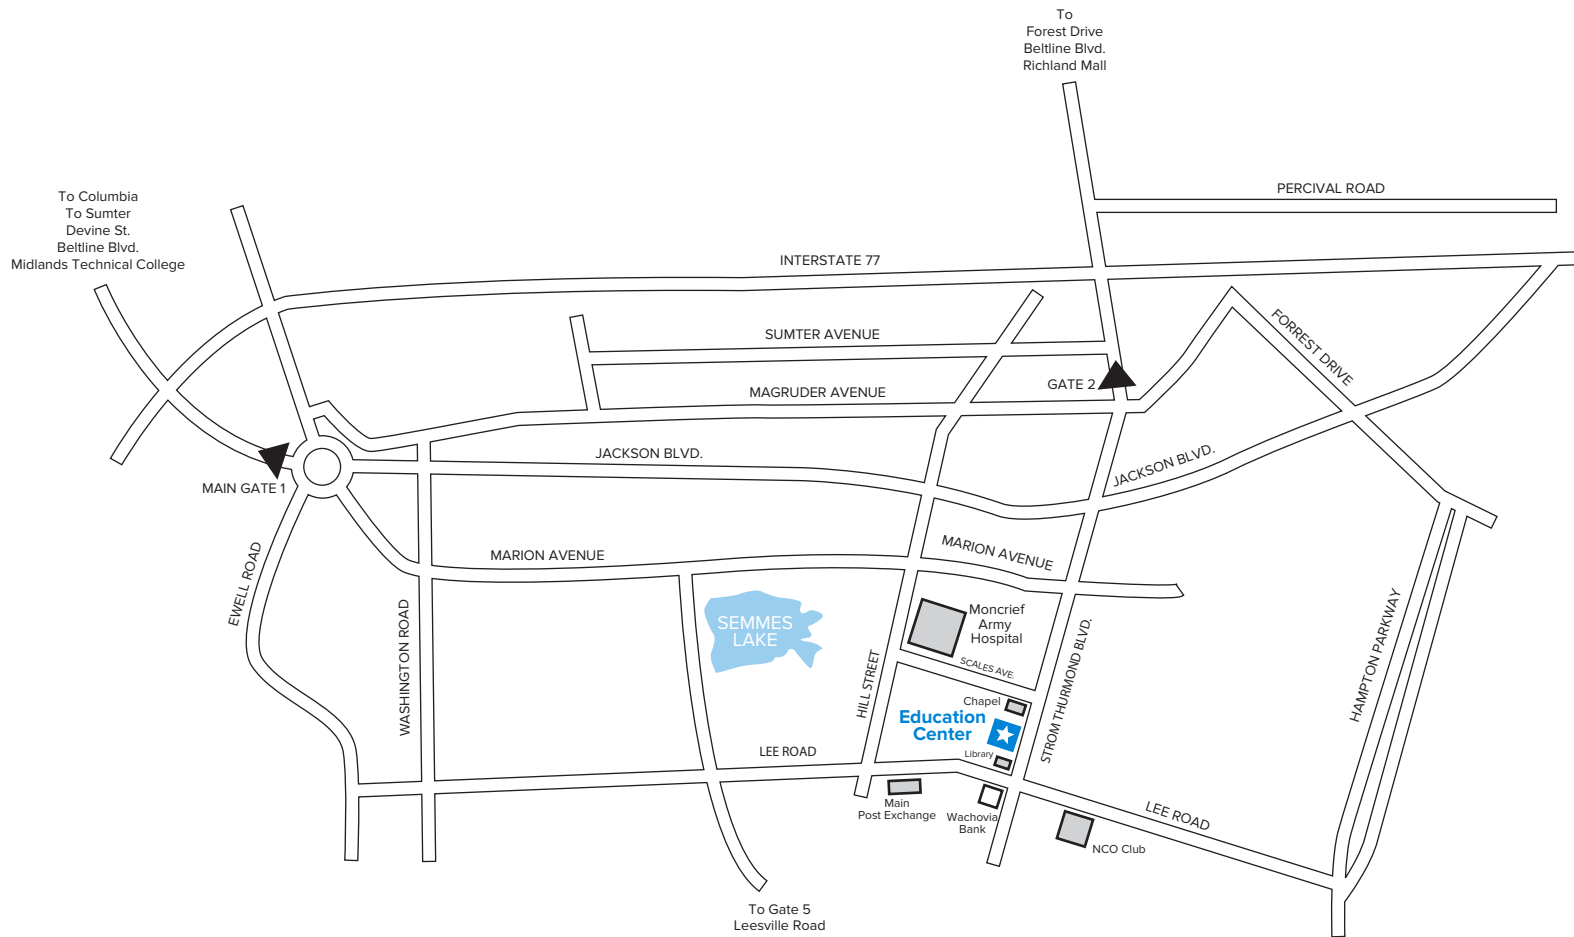 To
Forest Drive
Beltline Blvd.
Richland Mall
PERCIVAL ROAD
To Columbia
To Sumter
Devine St.
Beltline Blvd.
Midlands Technical College
INTERSTATE 77
SUMTER AVENUE
FORREST DRIVE
GATE 2
MAGRUDER AVENUE
JACKSON BLVD.
JACKSON BLVD.
MAIN GATE 1
MARION AVENUE
MARION AVENUE
EWELL ROAD
WASHINGTON ROAD
SEMMES
LAKE
Moncrief
Army
Hospital
SCALES AVE.
HILL STREET
STROM THURMOND BLVD.
HAMPTON PARKWAY
Chapel
Education
Center
Library
LEE ROAD
Main
Post Exchange
Wachovia
Bank
LEE ROAD
NCO Club
To Gate 5
Leesville Road